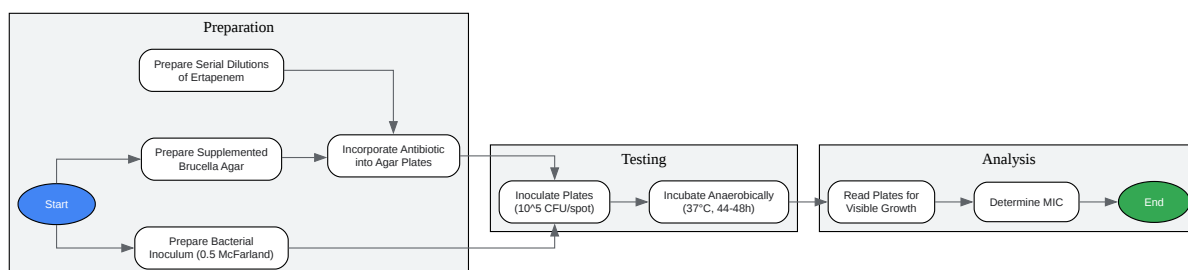 Preparation
Prepare Serial Dilutions
of Ertapenem
Prepare Supplemented
Brucella Agar
Incorporate Antibiotic
into Agar Plates
Start
Prepare Bacterial
Inoculum (0.5 McFarland)
Testing
Inoculate Plates
(10^5 CFU/spot)
Incubate Anaerobically
(37°C, 44-48h)
Analysis
Read Plates for
Visible Growth
Determine MIC
End